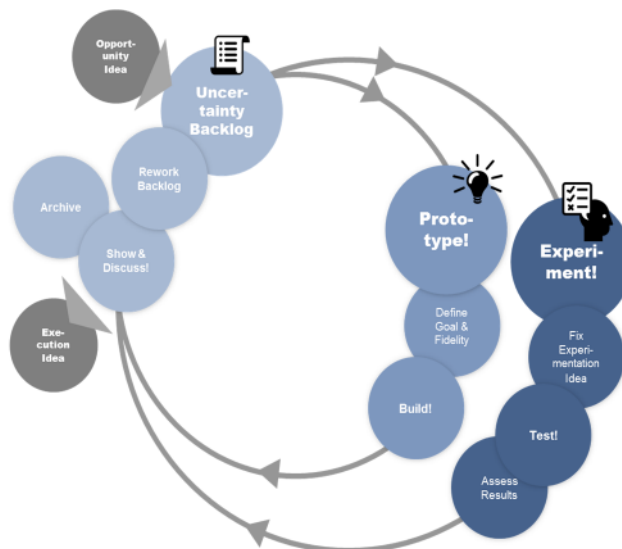 Opport-
unity
Idea
Uncer-
tainty
Backlog
Rework
Backlog
Archive
Show &
Discuss!
Exe-
cution
Idea
Proto-
type!
Define
Goal &
Fidelity
Build!
Experi-
ment!
Fix
Experi-
mentation
Idea
Test!
Assess
Results